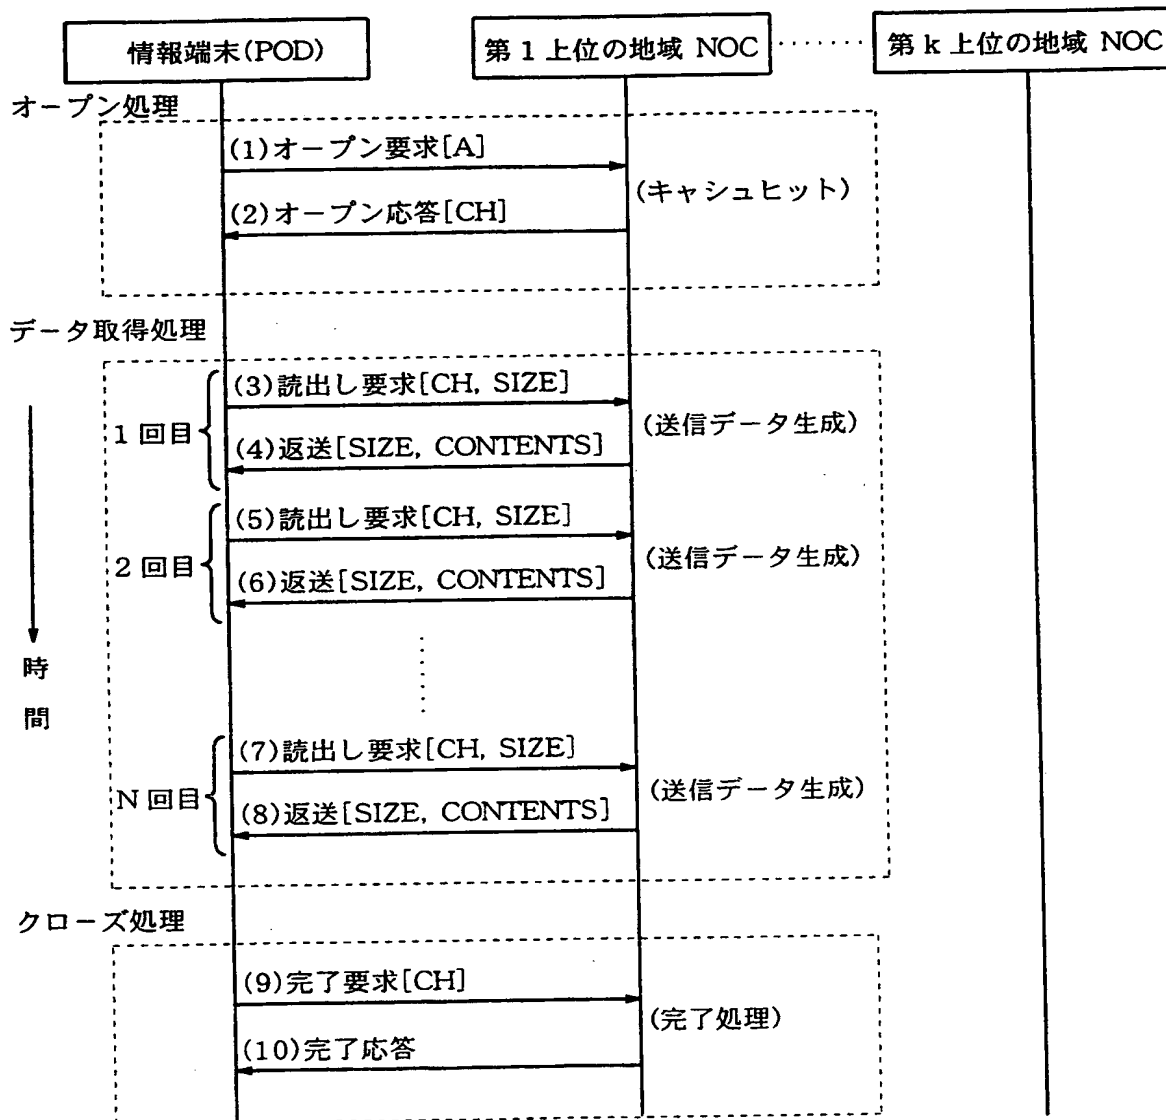 情報端末(POD)
第 1 上位の地域 NOC
第 k 上位の地域 NOC
オープン処理
(1)オープン要求[A]
(キャシュヒット)
(2)オープン応答[CH]
データ取得処理
1 回目
(3)読出し要求[CH, SIZE]
(送信データ生成)
(4)返送[SIZE, CONTENTS]
2 回目
(5)読出し要求[CH, SIZE]
(送信データ生成)
(6)返送[SIZE, CONTENTS]
時
間
N 回目
(7)読出し要求[CH, SIZE]
(送信データ生成)
(8)返送[SIZE, CONTENTS]
クローズ処理
(9)完了要求[CH]
(完了処理)
(10)完了応答